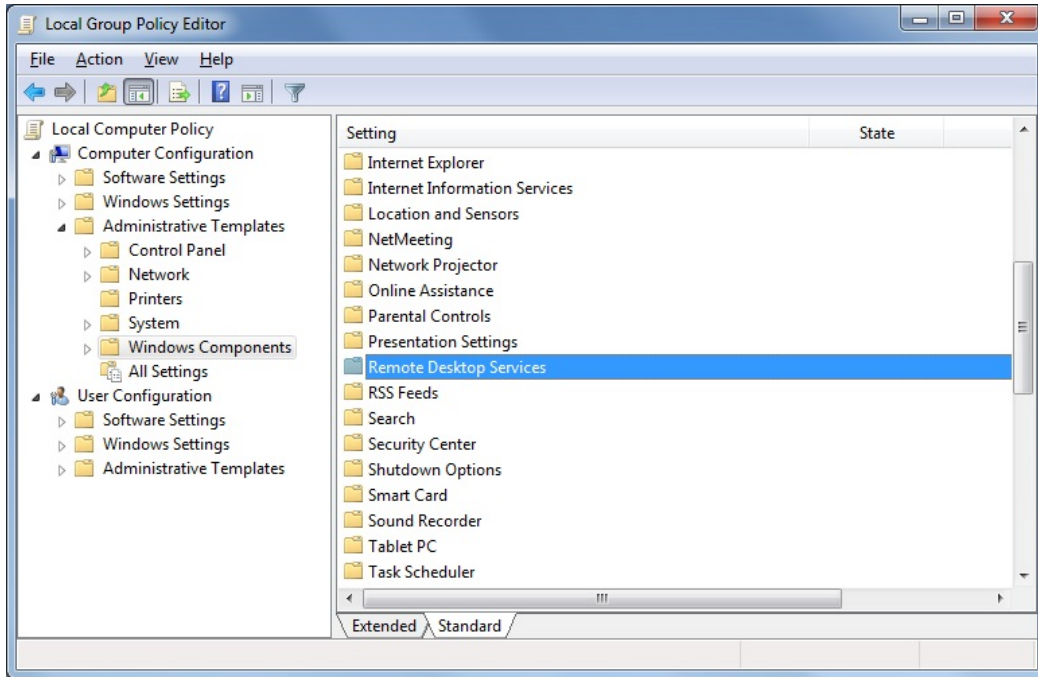 Local Group Policy Editor
File Action View Help
Local Computer Policy
Computer Configuration
Software Settings
Windows Settings
Administrative Templates
Control Panel
Network
Printers
System
Windows Components
All Settings
User Configuration
Software Settings
Windows Settings
Administrative Templates
Setting State
Internet Explorer
Internet Information Services
Location and Sensors
NetMeeting
Network Projector
Online Assistance
Parental Controls
Presentation Settings
Remote Desktop Services
RSS Feeds
Search
Security Center
Shutdown Options
Smart Card
Sound Recorder
Tablet PC
Task Scheduler
Extended Standard